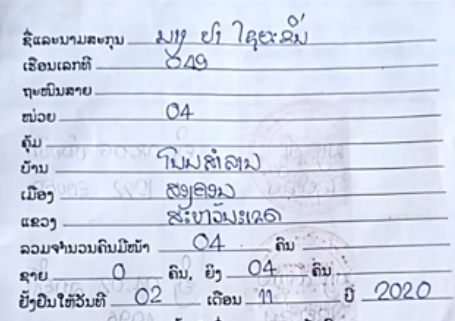 ຊື່ແລະນາມສະກຸນ ນາງ ຢາ ໄຊຍະຂັນ
ເຮືອນເລກທີ 049
ຖະໜົນສາຍ
ໜ່ວຍ 04
ຄຸ້ມ
ບ້ານ ໂນນສຳລານ
ເມືອງ ສອງຄອນ
ແຂວງ ສະຫວັນນະເຂດ
ລວມຈຳນວນຄົນມີໜ້າ 04 ຄົນ
ຊາຍ 0 ຄົນ, ຍິງ 04 ຄົນ
ຢັ້ງຢືນໃຫ້ວັນທີ 02 ເດືອນ 11 ປີ 2020